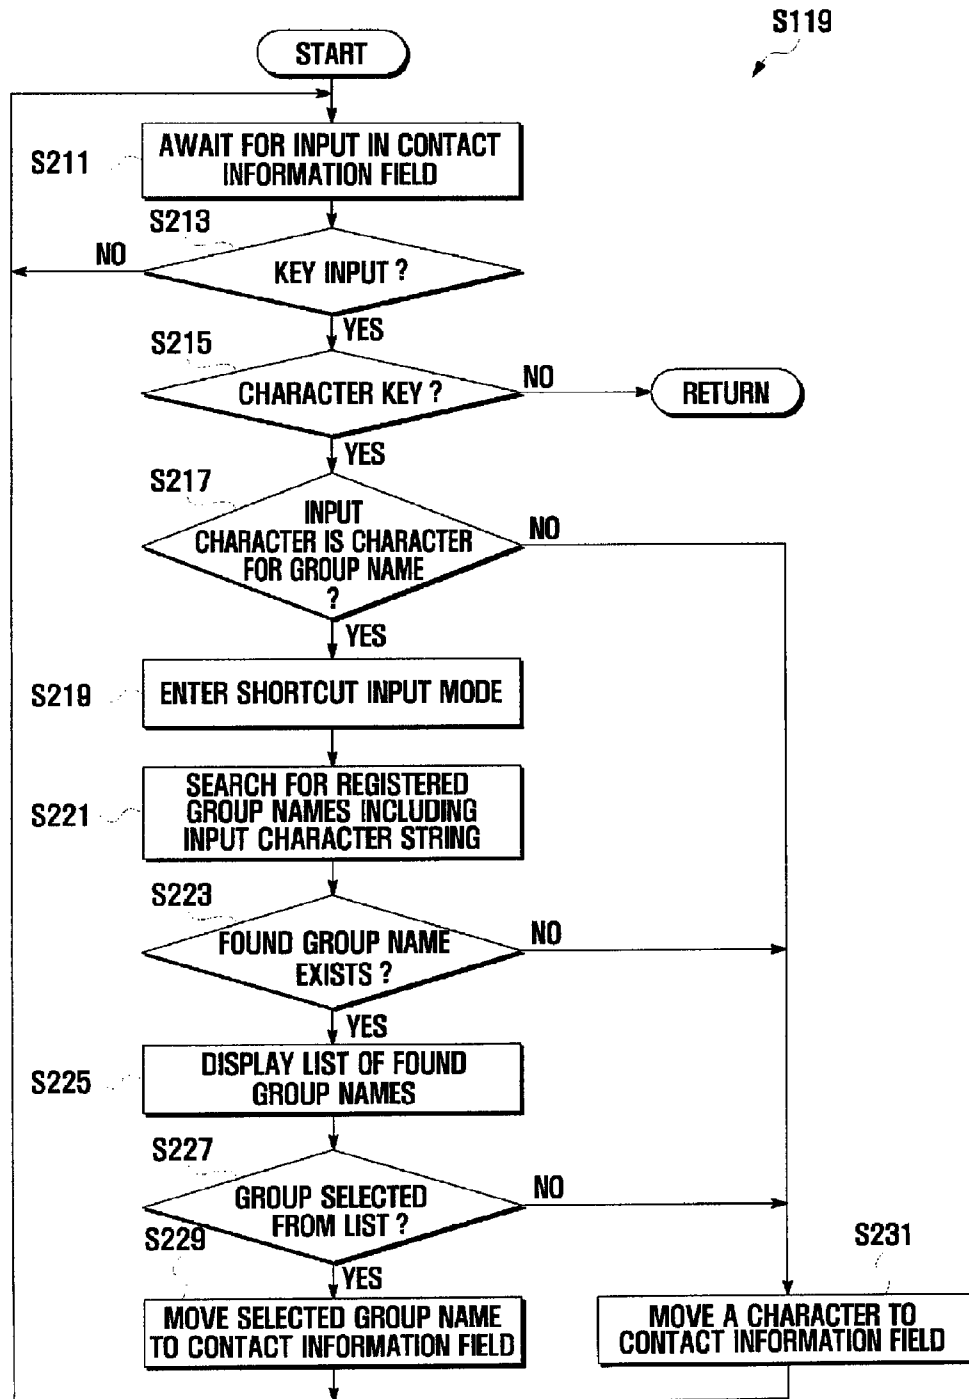 S119
START
S211
AWAIT FOR INPUT IN CONTACT
INFORMATION FIELD
S213
NO
KEY INPUT ?
YES
S215
CHARACTER KEY ?
NO
RETURN
YES
S217
INPUT
CHARACTER IS CHARACTER
FOR GROUP NAME
?
NO
YES
S219
ENTER SHORTCUT INPUT MODE
S221
SEARCH FOR REGISTERED
GROUP NAMES INCLUDING
INPUT CHARACTER STRING
S223
FOUND GROUP NAME
EXISTS ?
NO
YES
S225
DISPLAY LIST OF FOUND
GROUP NAMES
S227
GROUP SELECTED
FROM LIST ?
NO
S229
YES
MOVE SELECTED GROUP NAME
TO CONTACT INFORMATION FIELD
S231
MOVE A CHARACTER TO
CONTACT INFORMATION FIELD